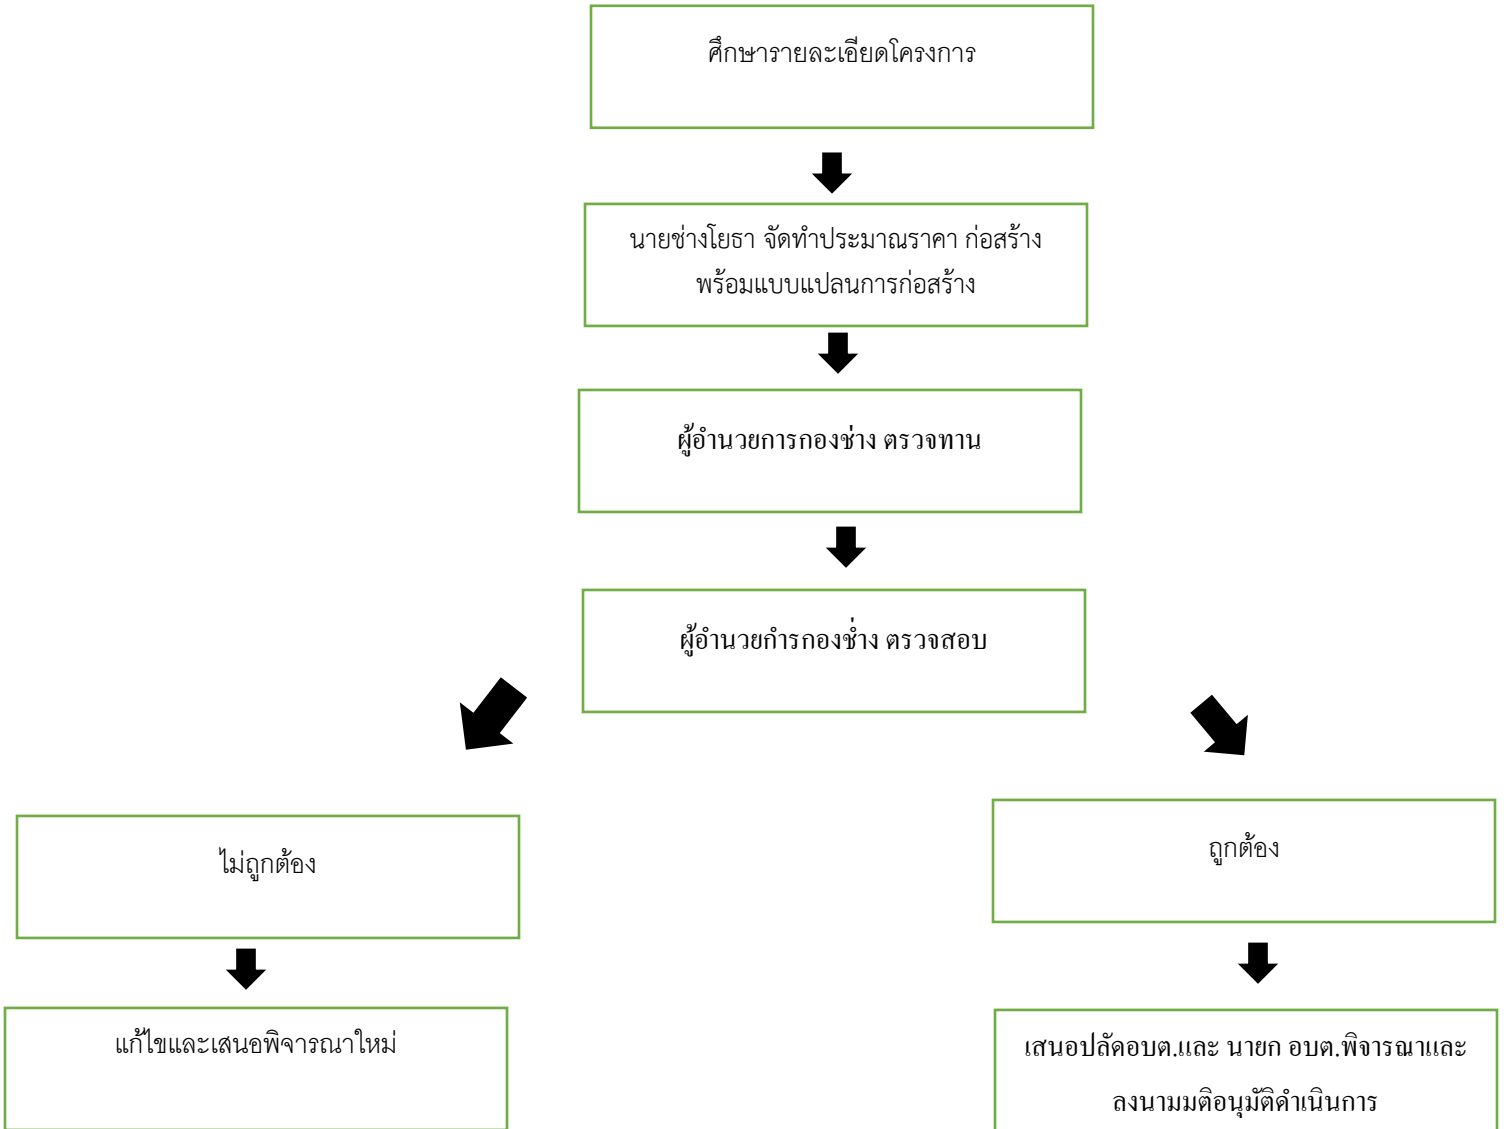 ศึกษารายละเอียดโครงการ
นายช่างโยธา จัดทำประมาณราคา ก่อสร้าง
พร้อมแบบแปลนการก่อสร้าง
ผู้อำนวยการกองช่าง ตรวจทาน
ผู้อำนวยกำรกองช่ำง ตรวจสอบ
ไม่ถูกต้อง
ถูกต้อง
แก้ไขและเสนอพิจารณาใหม่
เสนอปลัดอบต.และ นายก อบต.พิจารณาและ
ลงนามมติอนุมัติดำเนินการ